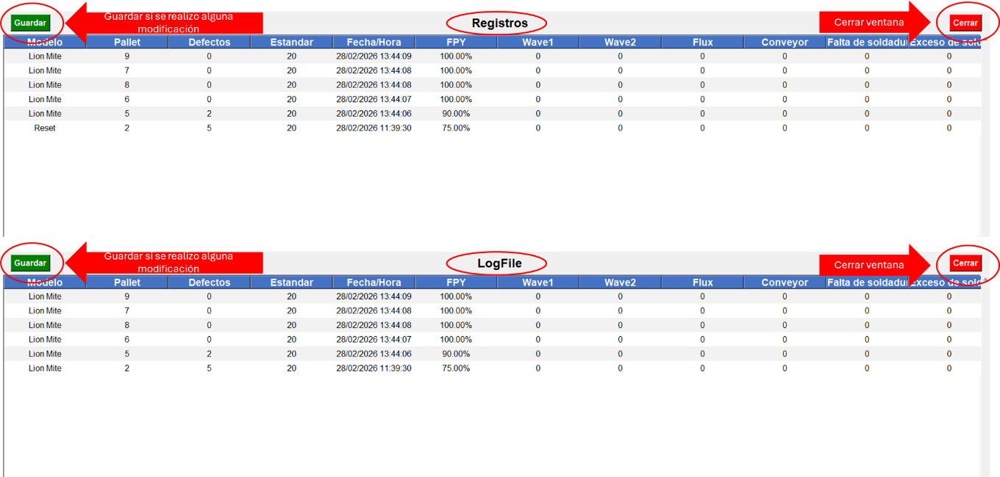 Guardar
Guardar si se realizo alguna
modificación
Registros
Cerrar ventana
Cerrar
Modelo Pallet Defectos Estandar Fecha/Hora FPY Wave1 Wave2 Flux Conveyor Falta de soldadu Exceso de sold
Lion Mite 9 0 20 28/02/2026 13:44:09 100.00% 0 0 0 0 0 0
Lion Mite 7 0 20 28/02/2026 13:44:08 100.00% 0 0 0 0 0 0
Lion Mite 8 0 20 28/02/2026 13:44:08 100.00% 0 0 0 0 0 0
Lion Mite 6 0 20 28/02/2026 13:44:07 100.00% 0 0 0 0 0 0
Lion Mite 5 2 20 28/02/2026 13:44:06 90.00% 0 0 0 0 0 0
Reset 2 5 20 28/02/2026 11:39:30 75.00% 0 0 0 0 0 0
Guardar
Guardar si se realizo alguna
modificación
LogFile
Cerrar ventana
Cerrar
Modelo Pallet Defectos Estandar Fecha/Hora FPY Wave1 Wave2 Flux Conveyor Falta de soldadu Exceso de sold
Lion Mite 9 0 20 28/02/2026 13:44:09 100.00% 0 0 0 0 0 0
Lion Mite 7 0 20 28/02/2026 13:44:08 100.00% 0 0 0 0 0 0
Lion Mite 8 0 20 28/02/2026 13:44:08 100.00% 0 0 0 0 0 0
Lion Mite 6 0 20 28/02/2026 13:44:07 100.00% 0 0 0 0 0 0
Lion Mite 5 2 20 28/02/2026 13:44:06 90.00% 0 0 0 0 0 0
Lion Mite 2 5 20 28/02/2026 11:39:30 75.00% 0 0 0 0 0 0